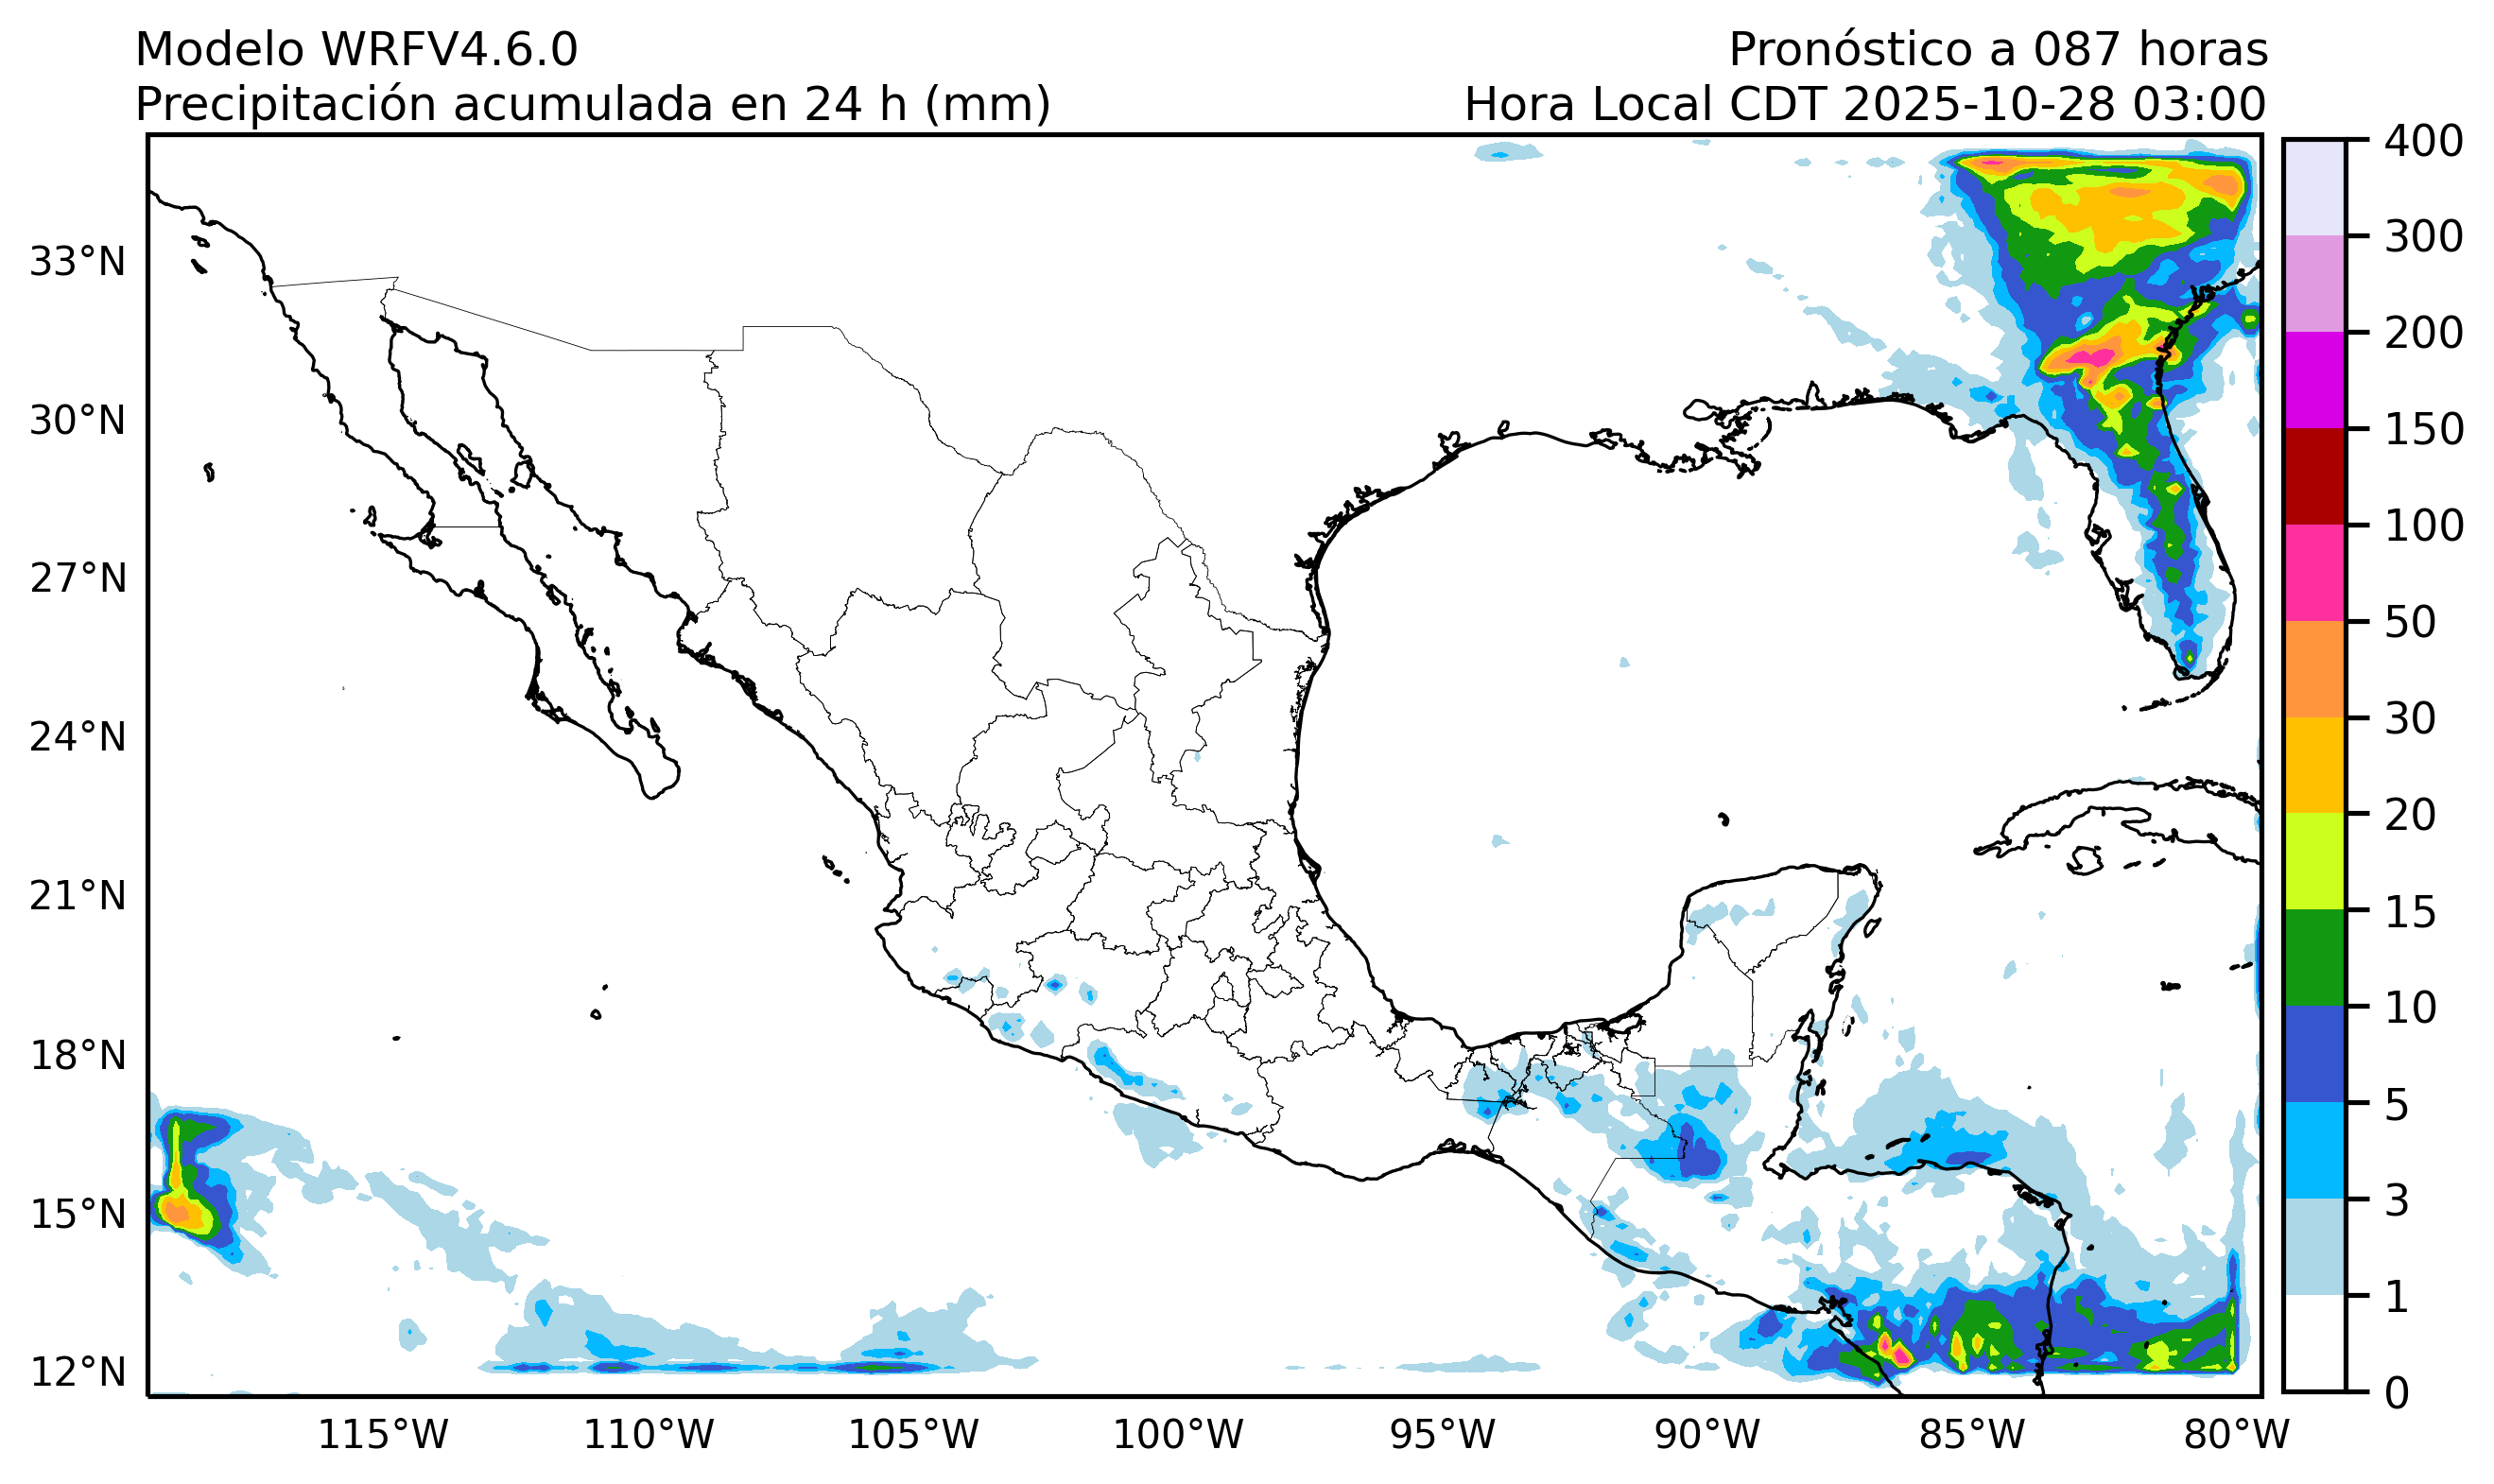 Modelo WRFV4.6.0
Pronóstico a 087 horas
Precipitación acumulada en 24 h (mm)
Hora Local CDT 2025-10-28 03:00
400
300
200
150
100
50
30
20
15
10
5
3
1
0
33°N
30°N
27°N
24°N
21°N
18°N
15°N
12°N
115°W
110°W
105°W
100°W
95°W
90°W
85°W
80°W